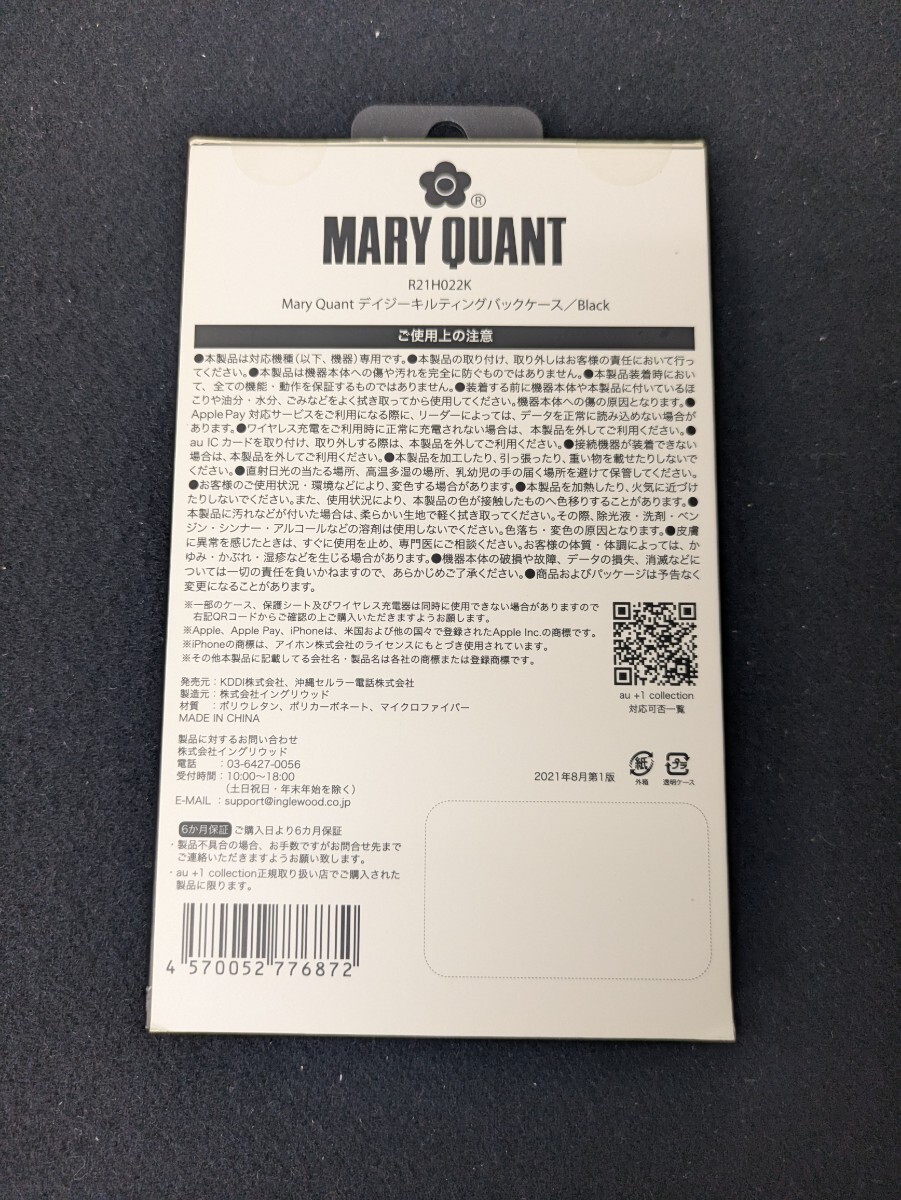 ®
MARY QUANT
R21H022K
Mary Quant デイジーキルティングバックケース／Black
ご使用上の注意
●本製品は対応機種（以下、機器）専用です。●本製品の取り付け、取り外しはお客様の責任において行っ
てください。●本製品は機器本体への傷や汚れを完全に防ぐものではありません。●本製品装着時におい
て、全ての機能・動作を保証するものではありません。●装着する前に機器本体や本製品に付いているほ
こりや油分・水分、ごみなどをよく拭き取ってから使用してください。機器本体への傷の原因となります。●
Apple Pay 対応サービスをご利用になる際に、リーダーによっては、データを正常に読み込めない場合が
あります。●ワイヤレス充電をご利用時に正常に充電されない場合は、本製品を外してご利用ください。●
au ICカードを取り付け、取り外しする際は、本製品を外してご利用ください。●接続機器が装着できない
場合は、本製品を外してご利用ください。●本製品を加工したり、引っ張ったり、重い物を載せたりしないで
ください。●直射日光の当たる場所、高温多湿の場所、乳幼児の手の届く場所を避けて保管してください。
●お客様のご使用状況・環境などにより、変色する場合があります。●本製品を加熱したり、火気に近づけ
たりしないでください。また、使用状況により、本製品の色が接触したものへ色移りすることがあります。●
本製品に汚れなどが付いた場合は、柔らかい生地で軽く拭き取ってください。その際、除光液・洗剤・ベン
ジン・シンナー・アルコールなどの溶剤は使用しないでください。色落ち・変色の原因となります。●皮膚
に異常を感じたときは、すぐに使用を止め、専門医にご相談ください。お客様の体質・体調によっては、か
ゆみ・かぶれ・湿疹などを生じる場合があります。●機器本体の破損や故障、データの損失、消滅などに
ついては一切の責任を負いかねますので、あらかじめご了承ください。●商品およびパッケージは予告なく
変更になることがあります。
※一部のケース、保護シート及びワイヤレス充電器は同時に使用できない場合がありますので
右記QRコードからご確認の上ご購入いただきますようお願します。
※Apple、Apple Pay、iPhoneは、米国および他の国々で登録されたApple Inc.の商標です。
※iPhoneの商標は、アイホン株式会社のライセンスにもとづき使用されています。
※その他本製品に記載してる会社名・製品名は各社の商標または登録商標です。
au +1 collection
対応可否一覧
発売元：KDDI株式会社、沖縄セルラー電話株式会社
製造元：株式会社イングリウッド
材質　：ポリウレタン、ポリカーボネート、マイクロファイバー
MADE IN CHINA
製品に対するお問い合わせ
株式会社イングリウッド
電話　　：03-6427-0056
受付時間：10:00〜18:00
（土日祝日・年末年始を除く）
E-MAIL ：support@inglewood.co.jp
2021年8月第1版
紙
外箱
プラ
透明ケース
6か月保証 ご購入日より6カ月保証
・製品不具合の場合、お手数ですがお問合せ先まで
ご連絡いただきますようお願い致します。
・au +1 collection正規取り扱い店でご購入された
製品に限ります。
4 570052 776872